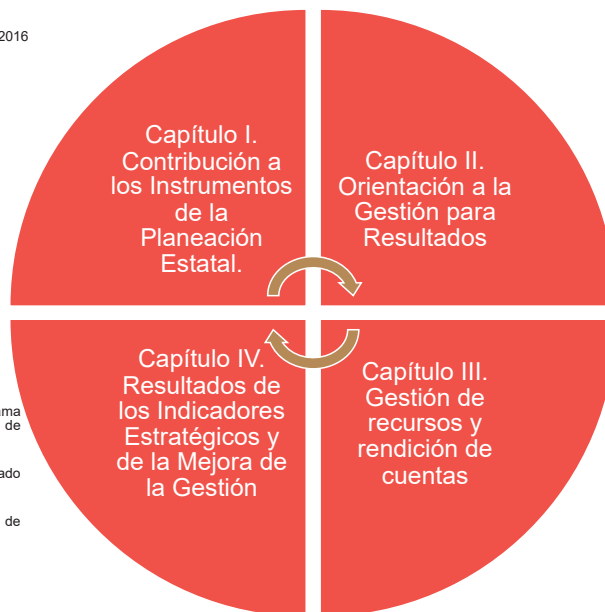 2016
Capítulo I.
Contribución a
los Instrumentos
de la
Planeación
Estatal.
Capítulo II.
Orientación a la
Gestión para
Resultados
Capítulo IV.
Resultados de
los Indicadores
Estratégicos y
de la Mejora de
la Gestión
Capítulo III.
Gestión de
recursos y
rendición de
cuentas
de
de